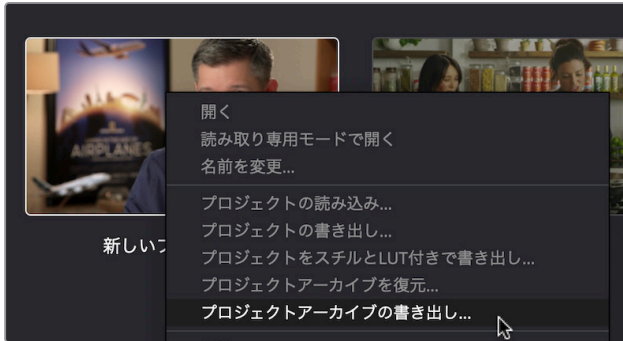 AIRPLANES
開く
読み取り専用モードで開く
名前を変更...
プロジェクトの読み込み...
プロジェクトの書き出し...
プロジェクトをスチルとLUT付きで書き出し...
プロジェクトアーカイブを復元...
プロジェクトアーカイブの書き出し...
新しい